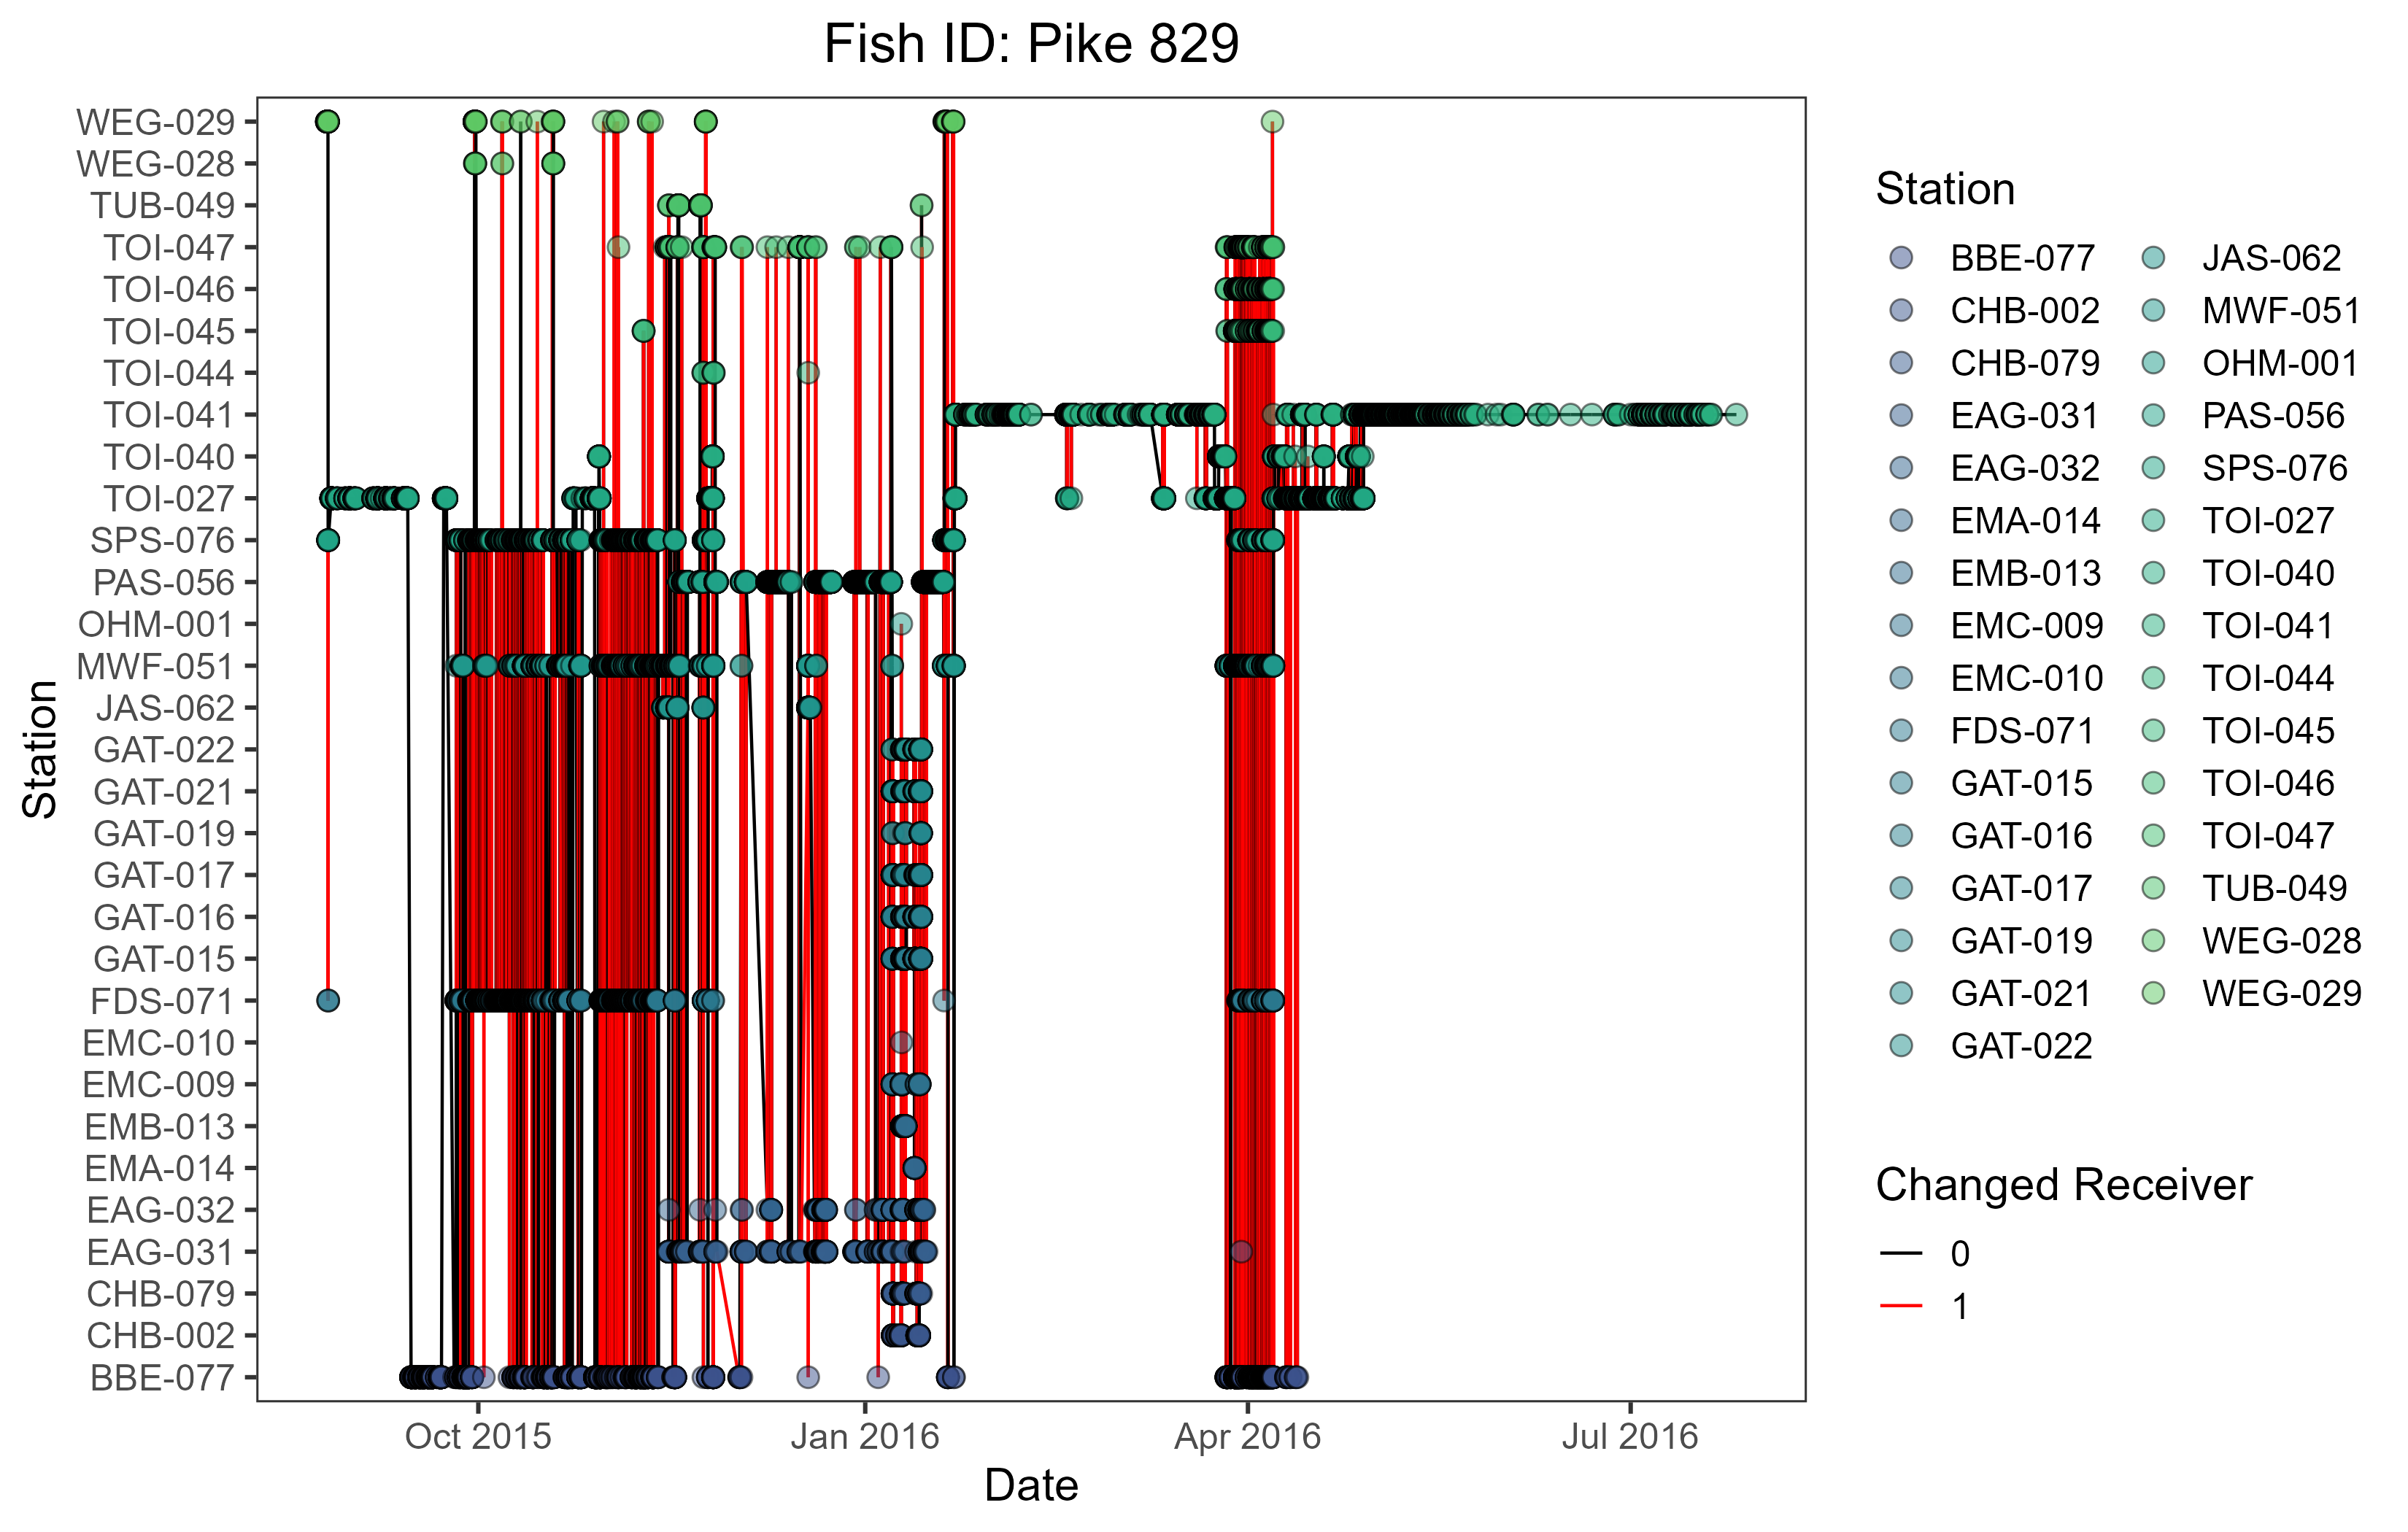 Fish ID: Pike 829
Station
WEG-029
WEG-028
TUB-049
TOI-047
TOI-046
TOI-045
TOI-044
TOI-041
TOI-040
TOI-027
SPS-076
PAS-056
OHM-001
MWF-051
JAS-062
GAT-022
GAT-021
GAT-019
GAT-017
GAT-016
GAT-015
FDS-071
EMC-010
EMC-009
EMB-013
EMA-014
EAG-032
EAG-031
CHB-079
CHB-002
BBE-077
Oct 2015
Jan 2016
Apr 2016
Jul 2016
Date
Station
BBE-077
CHB-002
CHB-079
EAG-031
EAG-032
EMA-014
EMB-013
EMC-009
EMC-010
FDS-071
GAT-015
GAT-016
GAT-017
GAT-019
GAT-021
GAT-022
JAS-062
MWF-051
OHM-001
PAS-056
SPS-076
TOI-027
TOI-040
TOI-041
TOI-044
TOI-045
TOI-046
TOI-047
TUB-049
WEG-028
WEG-029
Changed Receiver
0
1